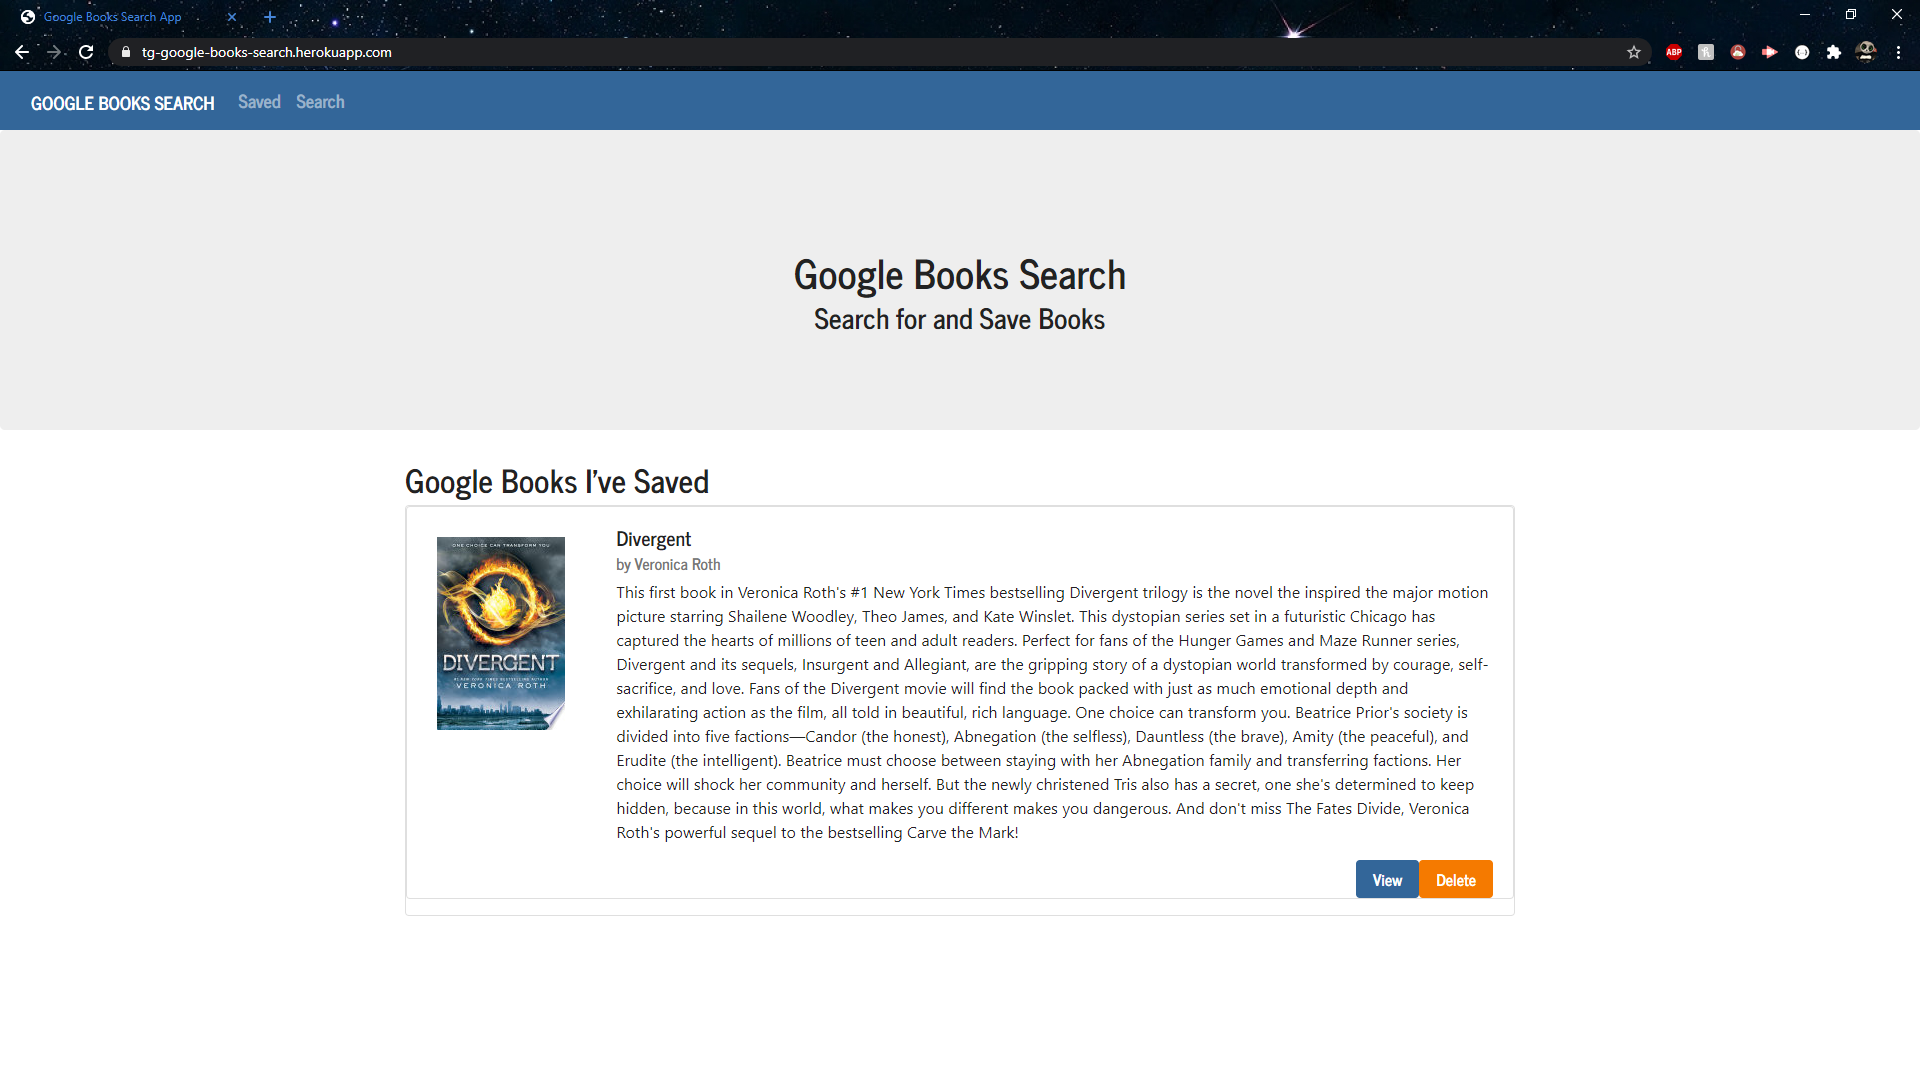 Google Books Search App
tg-google-books-search.herokuapp.com
ABP
GOOGLE BOOKS SEARCH Saved Search
Google Books Search
Search for and Save Books
Google Books I've Saved
ONE CHOICE CAN TRANSFORM YOU
DIVERGENT
#1 NEW YORK TIMES BESTSELLING AUTHOR
VERONICA ROTH
Divergent
by Veronica Roth
This first book in Veronica Roth's #1 New York Times bestselling Divergent trilogy is the novel the inspired the major motion
picture starring Shailene Woodley, Theo James, and Kate Winslet. This dystopian series set in a futuristic Chicago has
captured the hearts of millions of teen and adult readers. Perfect for fans of the Hunger Games and Maze Runner series,
Divergent and its sequels, Insurgent and Allegiant, are the gripping story of a dystopian world transformed by courage, self-
sacrifice, and love. Fans of the Divergent movie will find the book packed with just as much emotional depth and
exhilarating action as the film, all told in beautiful, rich language. One choice can transform you. Beatrice Prior's society is
divided into five factions—Candor (the honest), Abnegation (the selfless), Dauntless (the brave), Amity (the peaceful), and
Erudite (the intelligent). Beatrice must choose between staying with her Abnegation family and transferring factions. Her
choice will shock her community and herself. But the newly christened Tris also has a secret, one she's determined to keep
hidden, because in this world, what makes you different makes you dangerous. And don't miss The Fates Divide, Veronica
Roth's powerful sequel to the bestselling Carve the Mark!
View Delete